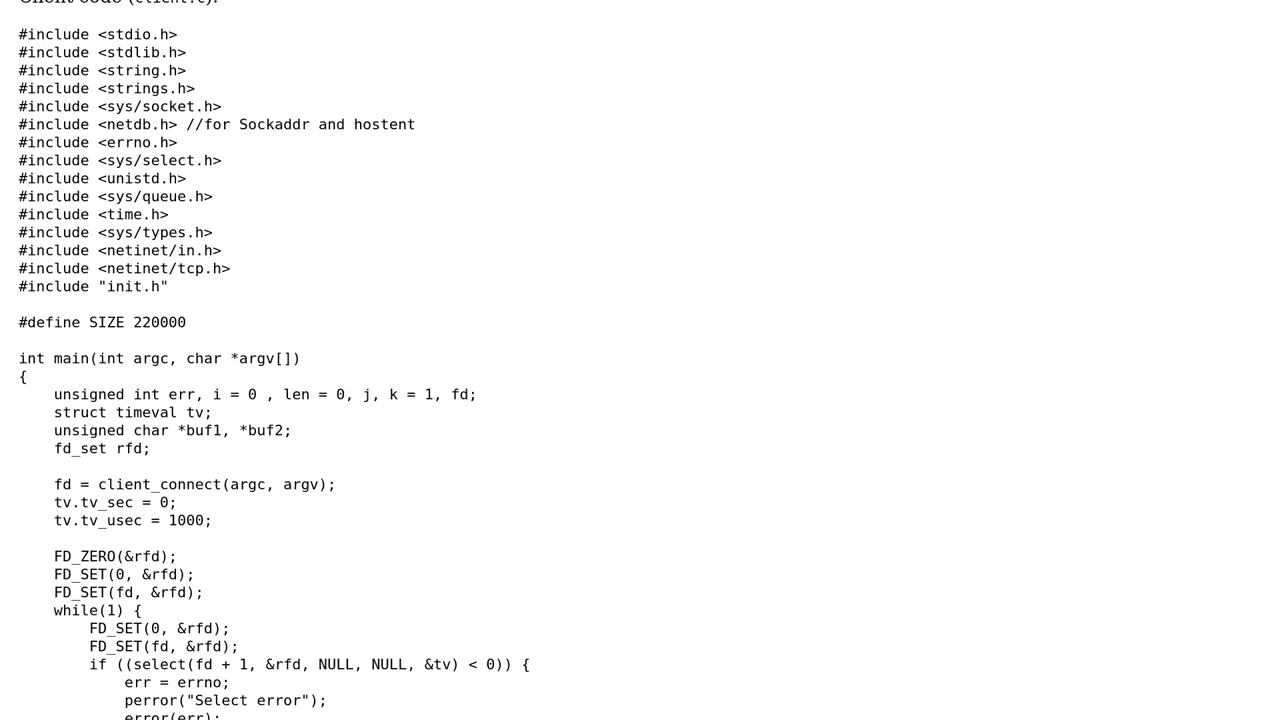 Client code (client.c):
#include <stdio.h>
#include <stdlib.h>
#include <string.h>
#include <strings.h>
#include <sys/socket.h>
#include <netdb.h> //for Sockaddr and hostent
#include <errno.h>
#include <sys/select.h>
#include <unistd.h>
#include <sys/queue.h>
#include <time.h>
#include <sys/types.h>
#include <netinet/in.h>
#include <netinet/tcp.h>
#include "init.h"
#define SIZE 220000
int main(int argc, char *argv[])
{
    unsigned int err, i = 0 , len = 0, j, k = 1, fd;
    struct timeval tv;
    unsigned char *buf1, *buf2;
    fd_set rfd;
    fd = client_connect(argc, argv);
    tv.tv_sec = 0;
    tv.tv_usec = 1000;
    FD_ZERO(&rfd);
    FD_SET(0, &rfd);
    FD_SET(fd, &rfd);
    while(1) {
        FD_SET(0, &rfd);
        FD_SET(fd, &rfd);
        if ((select(fd + 1, &rfd, NULL, NULL, &tv) < 0)) {
            err = errno;
            perror("Select error");
            error(err);